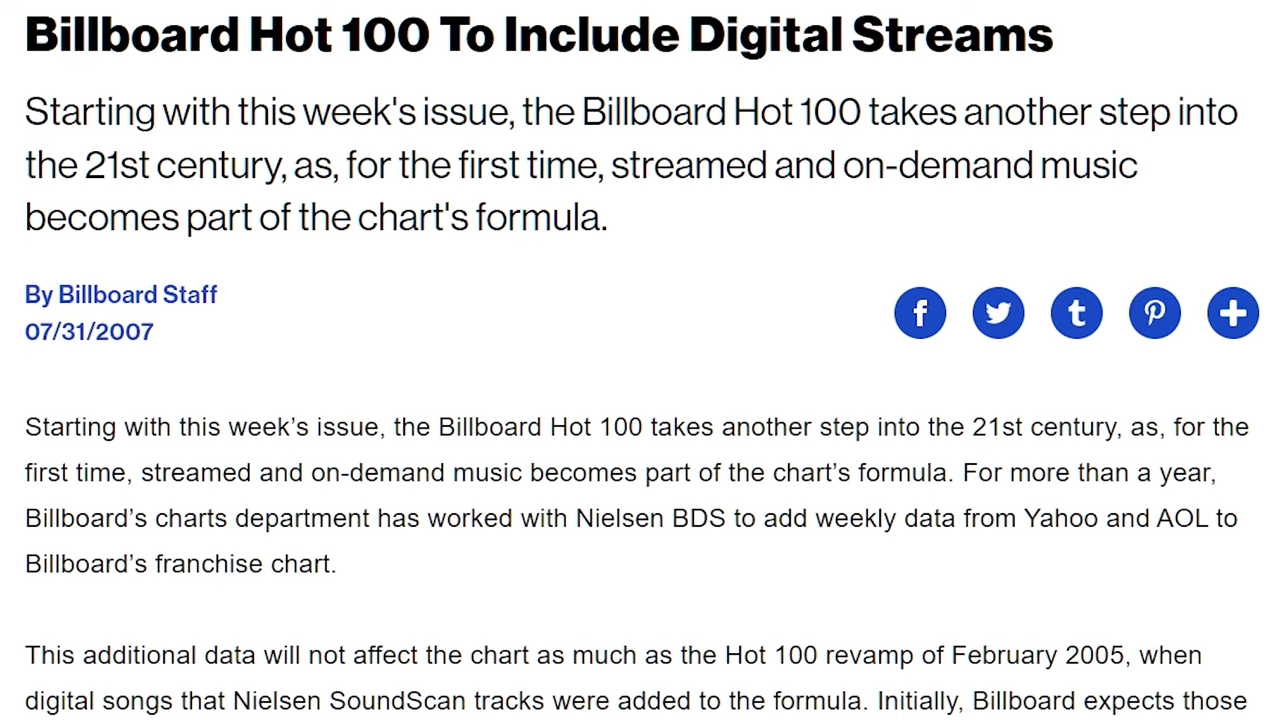 Billboard Hot 100 To Include Digital Streams
Starting with this week's issue, the Billboard Hot 100 takes another step into
the 21st century, as, for the first time, streamed and on-demand music
becomes part of the chart's formula.
By Billboard Staff
07/31/2007
Starting with this week’s issue, the Billboard Hot 100 takes another step into the 21st century, as, for the
first time, streamed and on-demand music becomes part of the chart’s formula. For more than a year,
Billboard’s charts department has worked with Nielsen BDS to add weekly data from Yahoo and AOL to
Billboard’s franchise chart.
This additional data will not affect the chart as much as the Hot 100 revamp of February 2005, when
digital songs that Nielsen SoundScan tracks were added to the formula. Initially, Billboard expects those